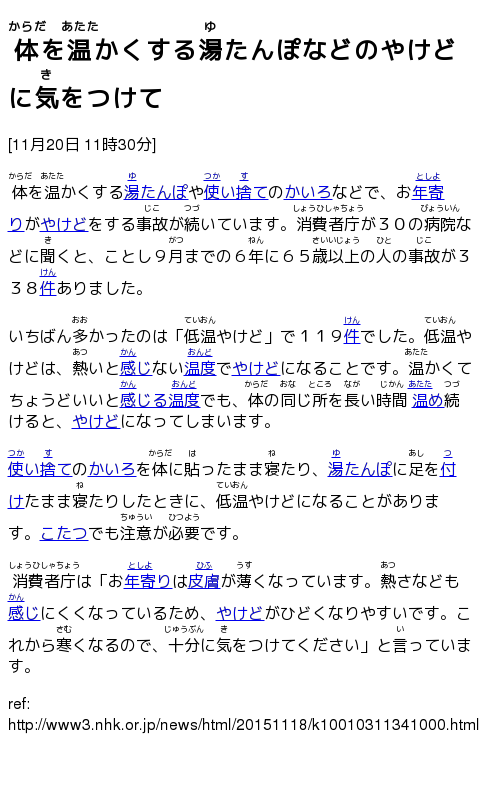 体を温かくする湯たんぽなどのやけど
に気をつけて
[11月20日 11時30分]
体を温かくする湯たんぽや使い捨てのかいろなどで、お年寄
りがやけどをする事故が続いています。消費者庁が３０の病院な
どに聞くと、ことし９月までの６年に６５歳以上の人の事故が３
３８件ありました。
いちばん多かったのは「低温やけど」で１１９件でした。低温や
けどは、熱いと感じない温度でやけどになることです。温かくて
ちょうどいいと感じる温度でも、体の同じ所を長い時間温め続
けると、やけどになってしまいます。
使い捨てのかいろを体に貼ったまま寝たり、湯たんぽに足を付
けたまま寝たりしたときに、低温やけどになることがありま
す。こたつでも注意が必要です。
消費者庁は「お年寄りは皮膚が薄くなっています。熱さなども
感じにくくなっているため、やけどがひどくなりやすいです。こ
れから寒くなるので、十分に気をつけてください」と言っていま
す。
ref:
http://www3.nhk.or.jp/news/html/20151118/k10010311341000.html